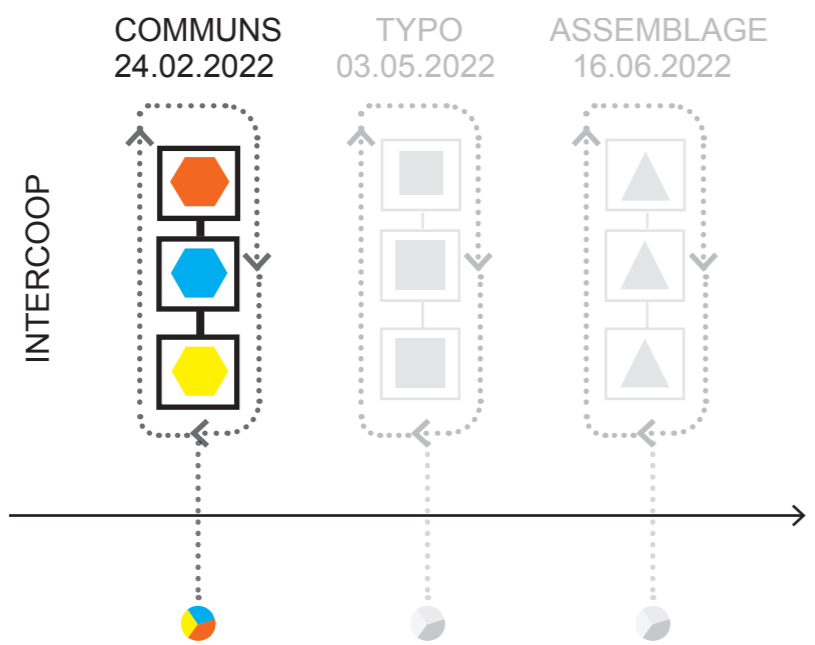 COMMUNS
24.02.2022
TYPO
03.05.2022
ASSEMBLAGE
16.06.2022
INTERCOOP